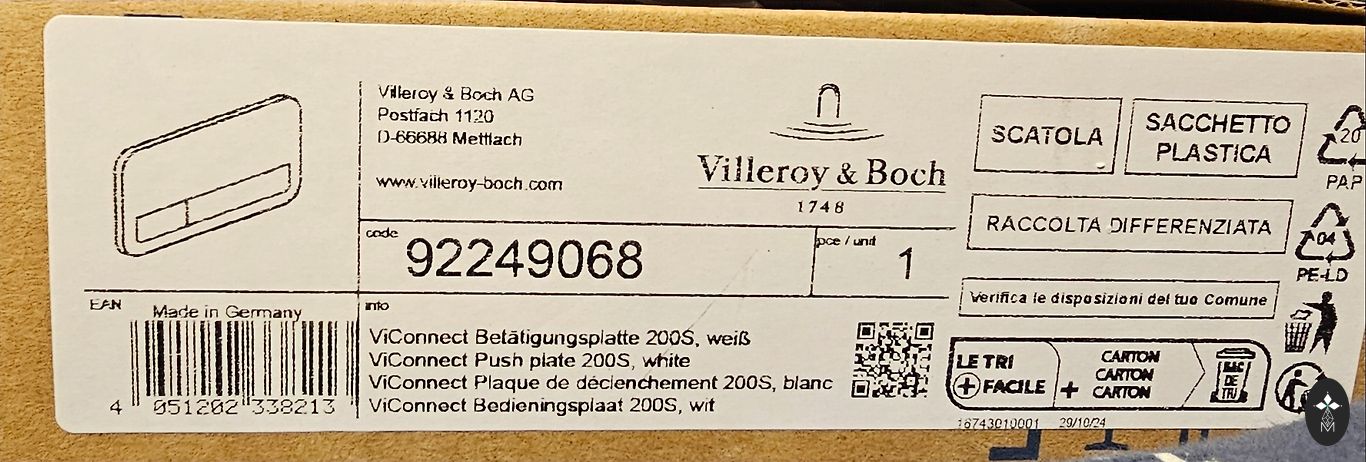 Villeroy & Boch AG
Postfach 1120
D-66688 Mettlach
www.villeroy-boch.com
Villeroy & Boch
1748
code 92249068
pce / unit 1
EAN
Made in Germany
4 051202 338213
info
ViConnect Betätigungsplatte 200S, weiß
ViConnect Push plate 200S, white
ViConnect Plaque de déclenchement 200S, blanc
ViConnect Bedieningsplaat 200S, wit
SCATOLA
SACCHETTO
PLASTICA
20
PAP
RACCOLTA DIFFERENZIATA
04
PE-LD
Verifica le disposizioni del tuo Comune
LE TRI
+ FACILE
+
CARTON
CARTON
CARTON
BAC
DE
TRI
16743010001 29/10/24
M